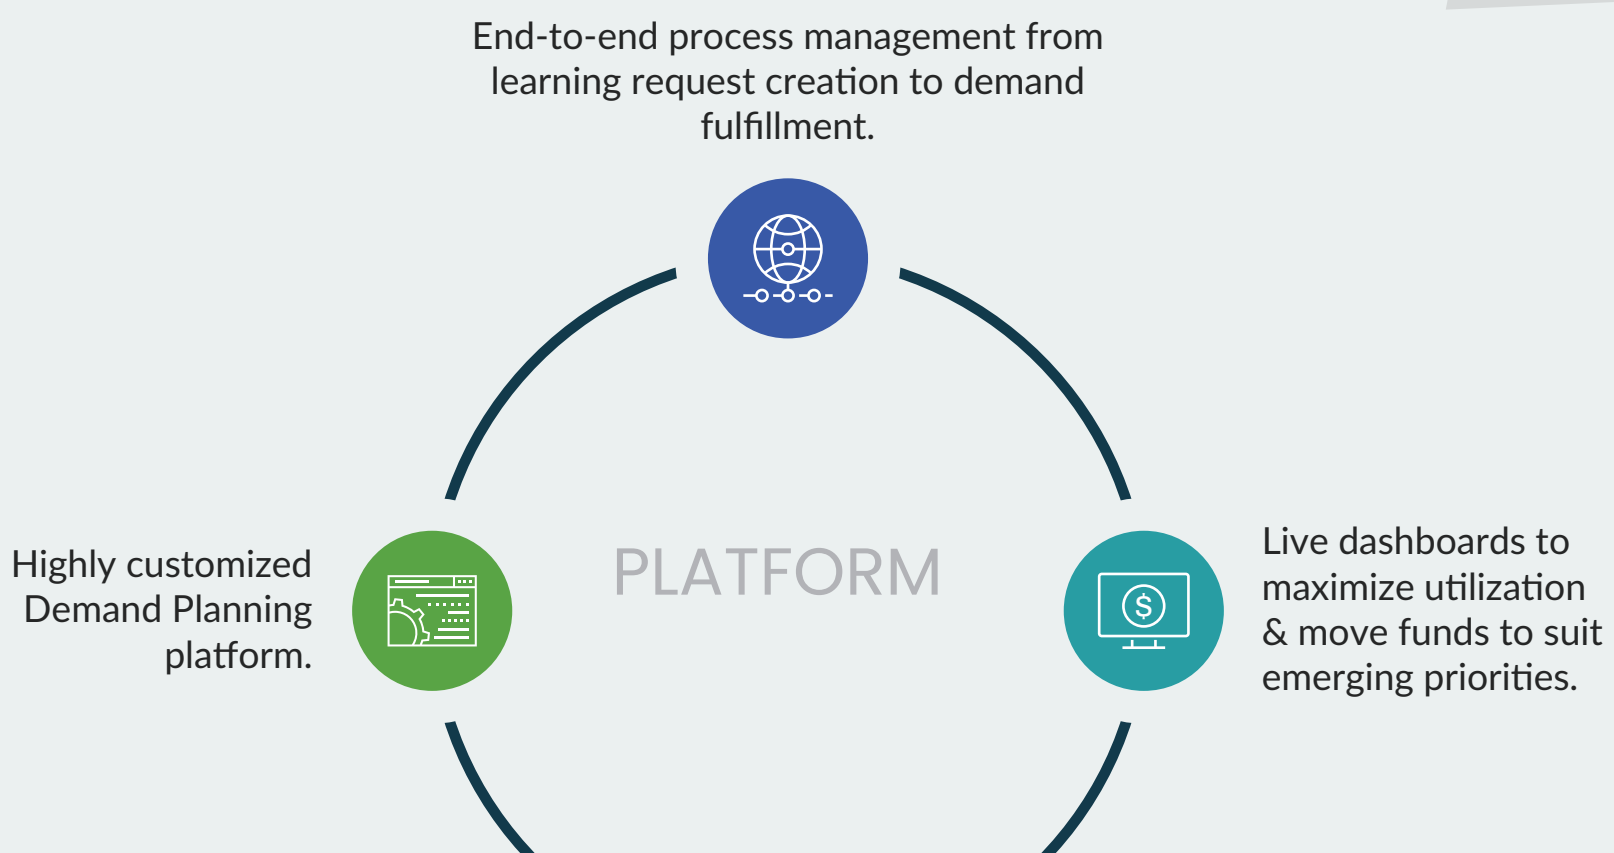 End-to-end process management from
learning request creation to demand
fulfillment.
PLATFORM
Highly customized
Demand Planning
platform.
Live dashboards to
maximize utilization
& move funds to suit
emerging priorities.
$